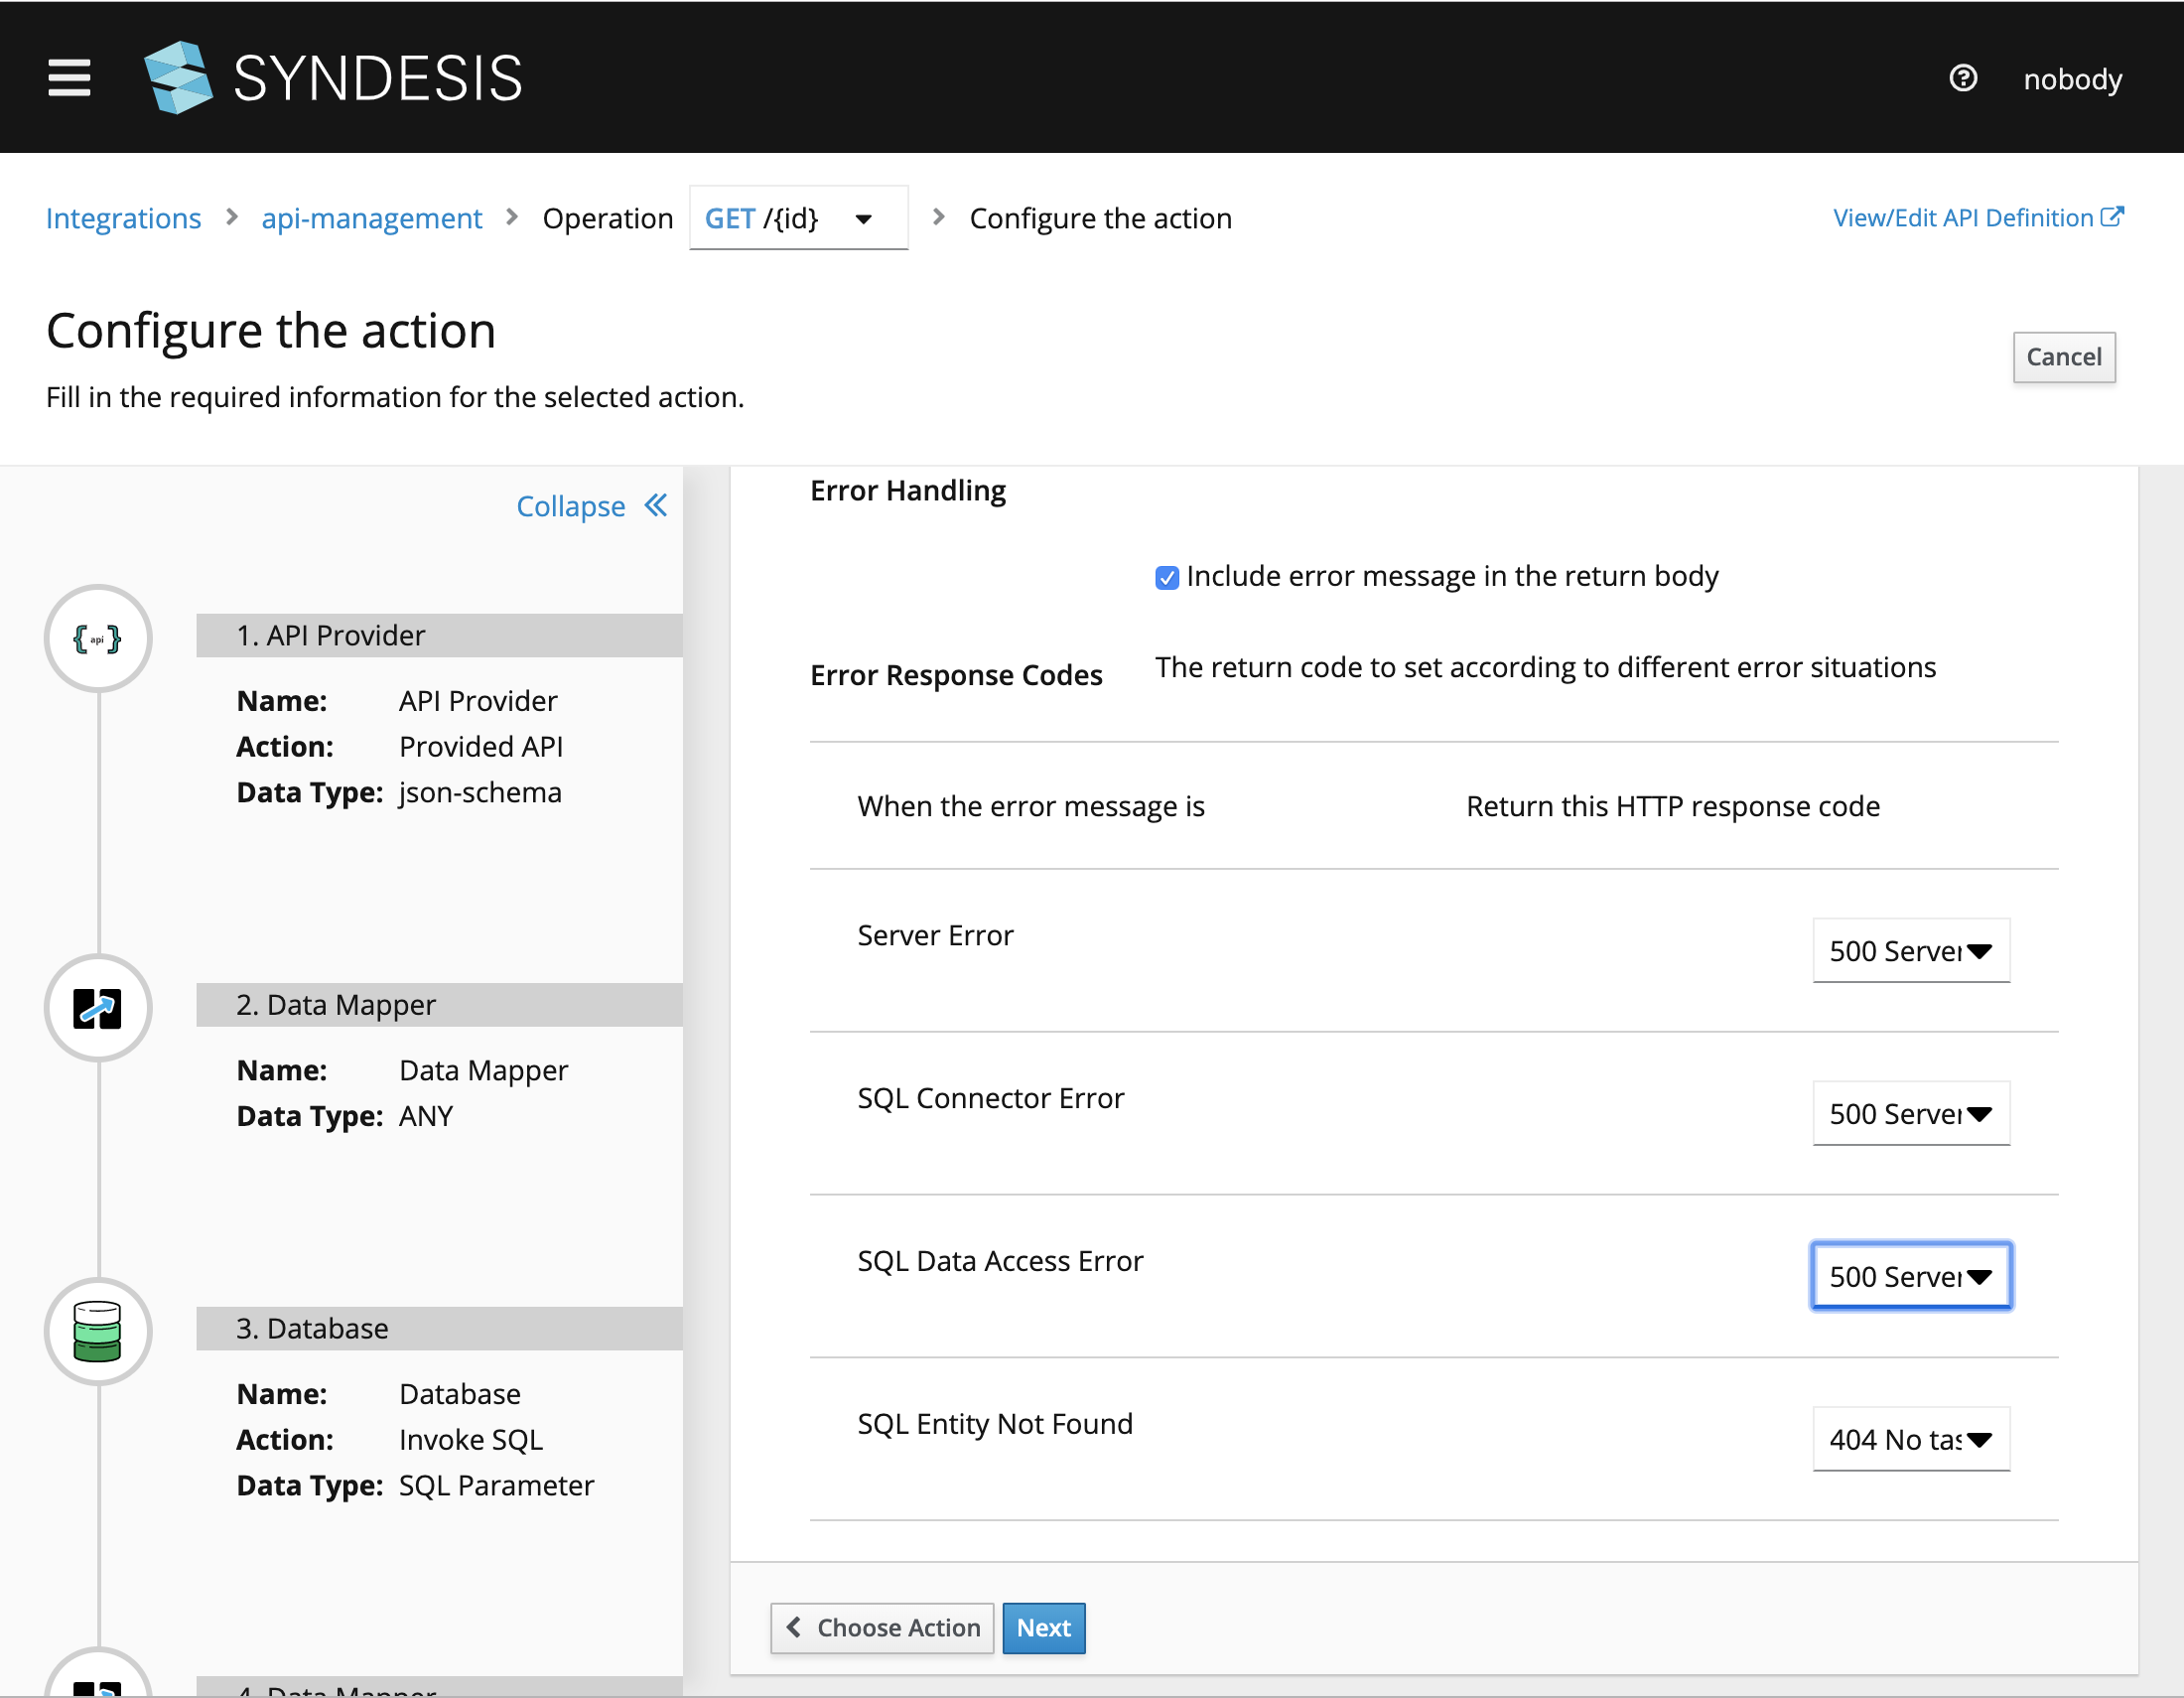 SYNDESIS
nobody
Integrations > api-management > Operation GET /{id} > Configure the action
View/Edit API Definition
Configure the action
Cancel
Fill in the required information for the selected action.
Collapse
1. API Provider
{api}
Name: API Provider
Action: Provided API
Data Type: json-schema
2. Data Mapper
Name: Data Mapper
Data Type: ANY
3. Database
Name: Database
Action: Invoke SQL
Data Type: SQL Parameter
4. Data Mapper
Error Handling
Include error message in the return body
Error Response Codes
The return code to set according to different error situations
When the error message is
Return this HTTP response code
Server Error
500 Server
SQL Connector Error
500 Server
SQL Data Access Error
500 Server
SQL Entity Not Found
404 No tas
Choose Action
Next